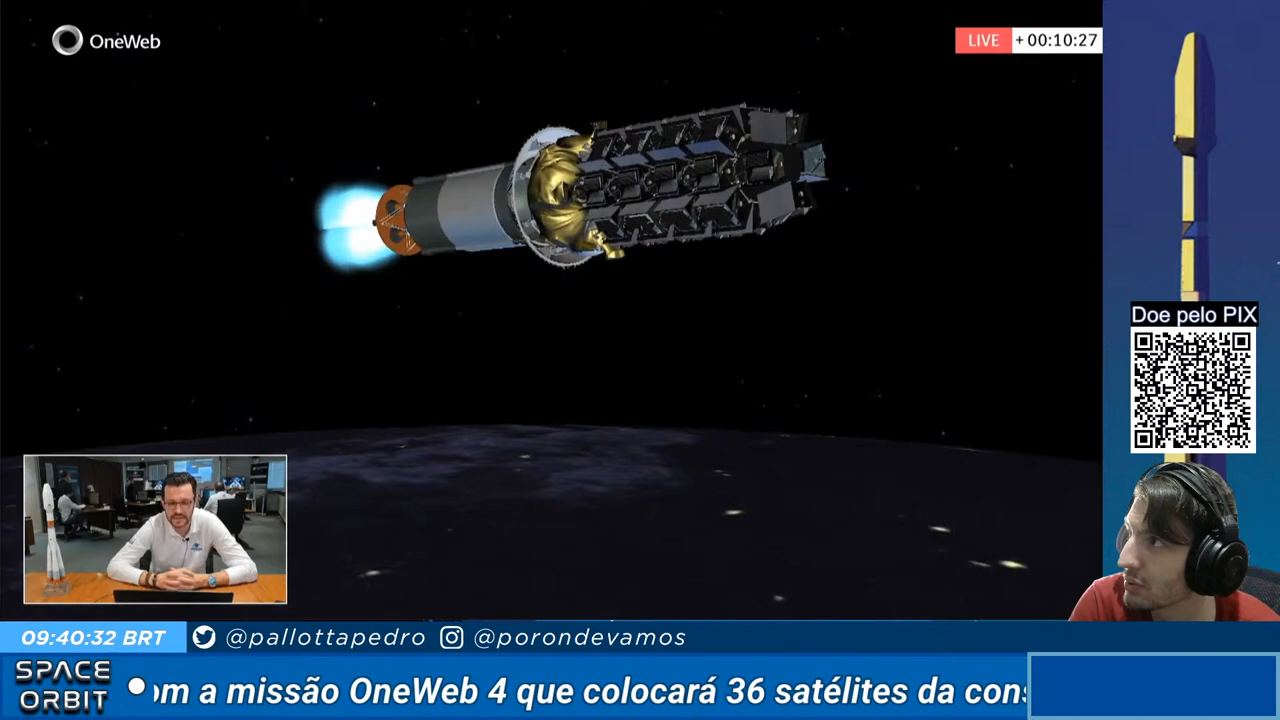 OneWeb
LIVE +00:10:27
Doe pelo PIX
09:40:32 BRT @pallottapedro @porondevamos
SPACE
ORBIT
om a missão OneWeb 4 que colocará 36 satélites da cons